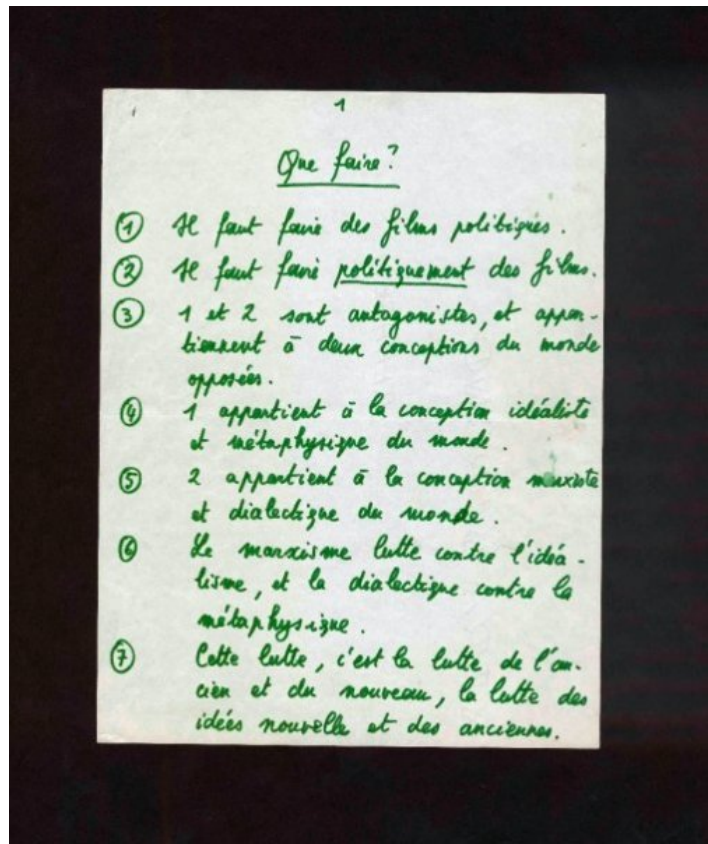 1
Que faire?
1 Il faut faire des films politiques.
2 Il faut faire politiquement des films.
3 1 et 2 sont antagonistes, et appar-
tiennent à deux conceptions du monde
opposées.
4 1 appartient à la conception idéaliste
et métaphysique du monde.
5 2 appartient à la conception marxiste
et dialectique du monde.
6 Le marxisme lutte contre l'idéa-
lisme, et la dialectique contre la
métaphysique.
7 Cette lutte, c'est la lutte de l'an-
cien et du nouveau, la lutte des
idées nouvelle et des anciennes.